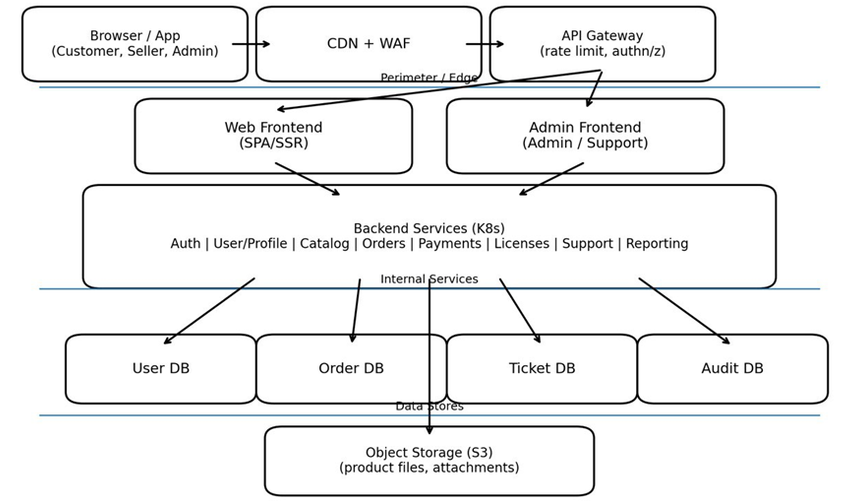 Browser / App
(Customer, Seller, Admin)
CDN + WAF
API Gateway
(rate limit, authn/z)
Perimeter / Edge
Web Frontend
(SPA/SSR)
Admin Frontend
(Admin / Support)
Backend Services (K8s)
Auth | User/Profile | Catalog | Orders | Payments | Licenses | Support | Reporting
Internal Services
User DB
Order DB
Ticket DB
Audit DB
Data Stores
Object Storage (S3)
(product files, attachments)